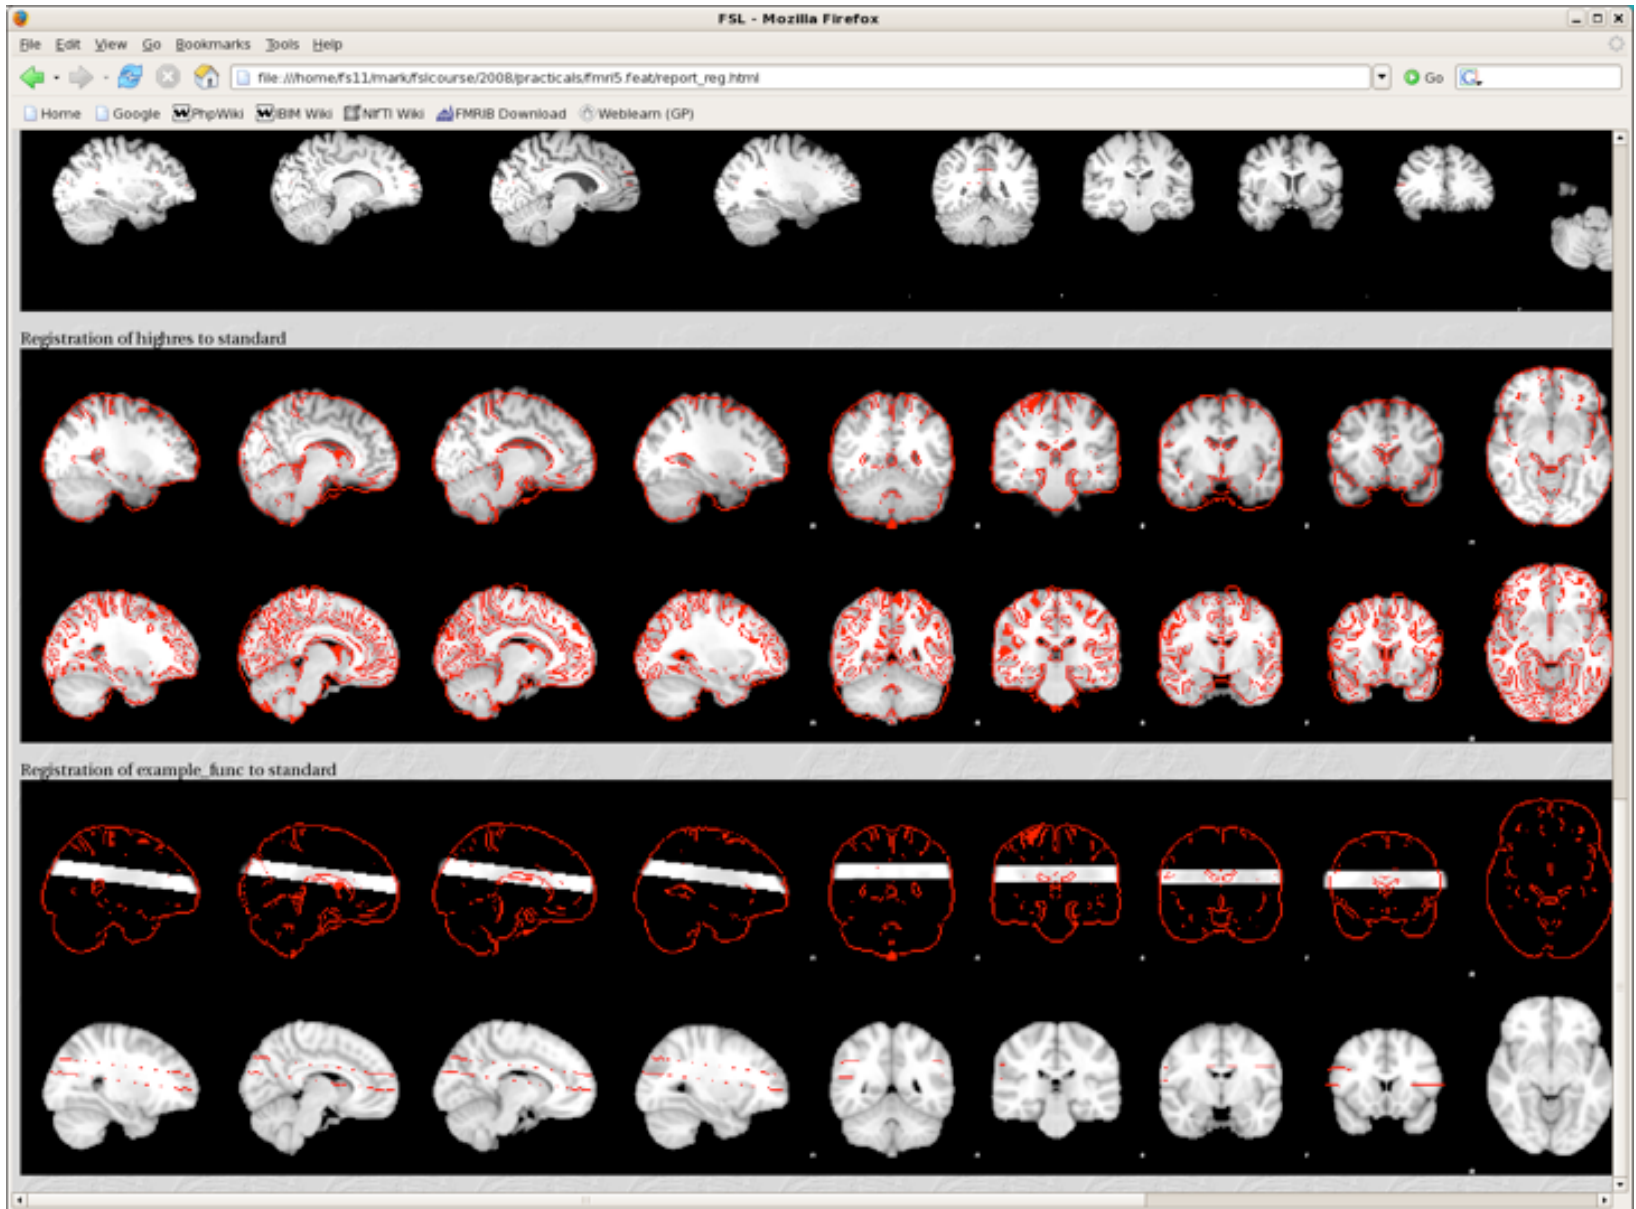 FSL - Mozilla Firefox
File Edit View Go Bookmarks Tools Help
file:///home/fs11/mark/fslcourse/2008/practicals/fmri5.feat/report_reg.html
Go
Home Google PhpWiki IBIM Wiki NIfTI Wiki FMRIB Download Weblearn (GP)
Registration of highres to standard
Registration of example_func to standard